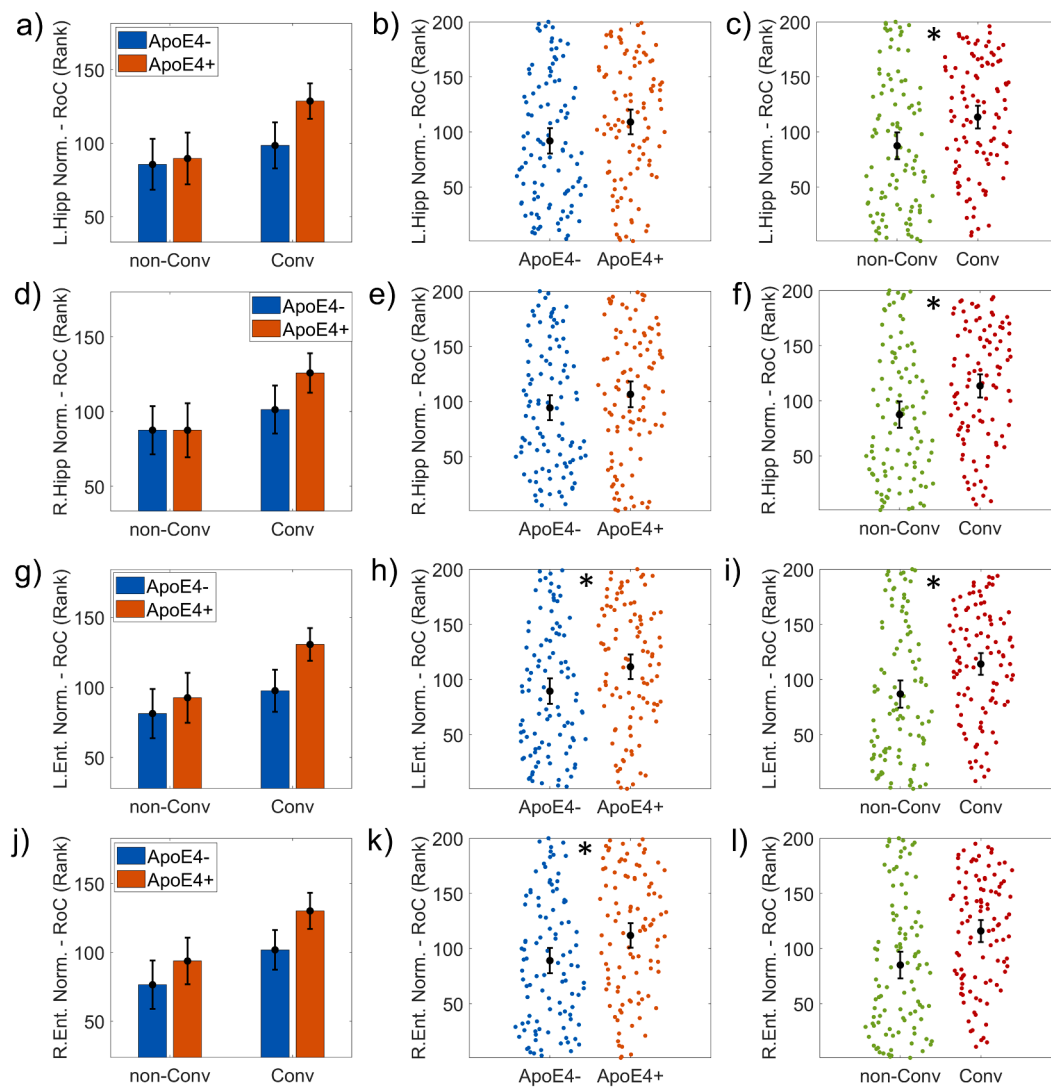 a)
L.Hipp Norm. - RoC (Rank)
150
100
50
ApoE4-
ApoE4+
non-Conv Conv
b)
L.Hipp Norm. - RoC (Rank)
200
150
100
50
ApoE4- ApoE4+
c)
L.Hipp Norm. - RoC (Rank)
200
150
100
50
*
non-Conv Conv
d)
R.Hipp Norm. - RoC (Rank)
150
100
50
ApoE4-
ApoE4+
non-Conv Conv
e)
R.Hipp Norm. - RoC (Rank)
200
150
100
50
ApoE4- ApoE4+
f)
R.Hipp Norm. - RoC (Rank)
200
150
100
50
*
non-Conv Conv
g)
L.Ent. Norm. - RoC (Rank)
150
100
50
ApoE4-
ApoE4+
non-Conv Conv
h)
L.Ent. Norm. - RoC (Rank)
200
150
100
50
*
ApoE4- ApoE4+
i)
L.Ent. Norm. - RoC (Rank)
200
150
100
50
*
non-Conv Conv
j)
R.Ent. Norm. - RoC (Rank)
150
100
50
ApoE4-
ApoE4+
non-Conv Conv
k)
R.Ent. Norm. - RoC (Rank)
200
150
100
50
*
ApoE4- ApoE4+
l)
R.Ent. Norm. - RoC (Rank)
200
150
100
50
non-Conv Conv